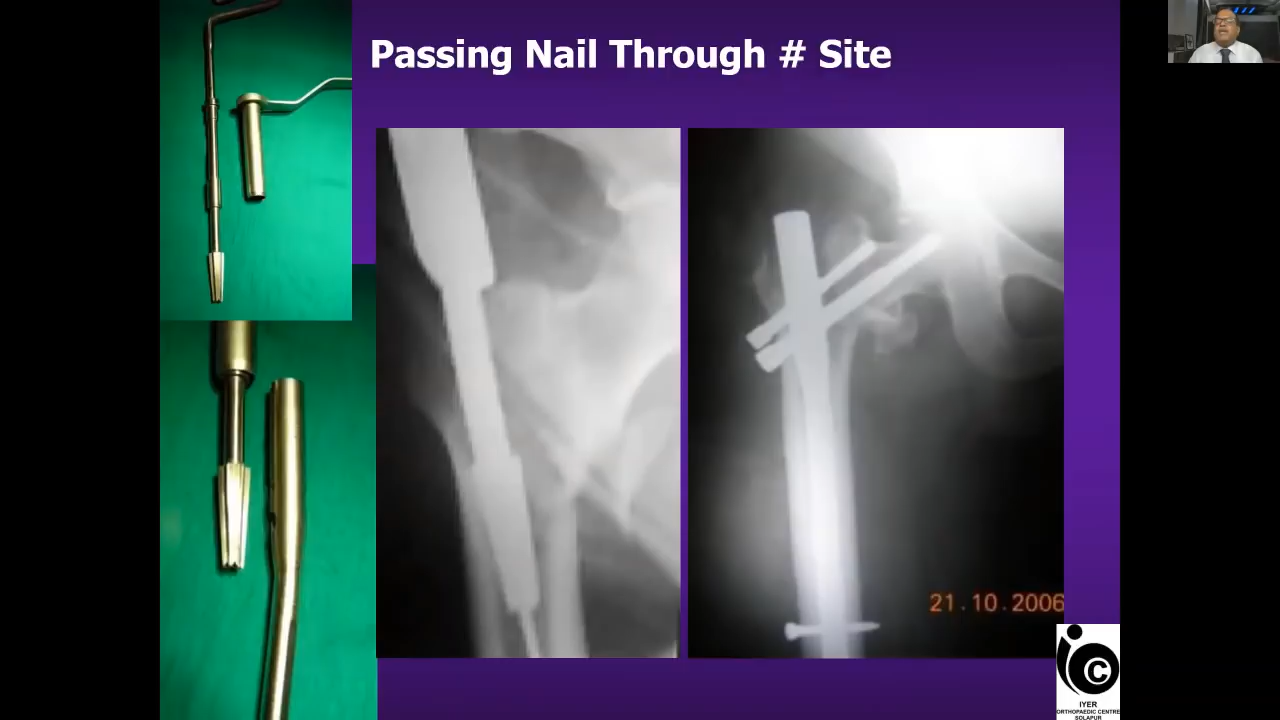 Passing Nail Through # Site
21.10.2006
C
IYER
ORTHOPAEDIC CENTRE
SOLAPUR